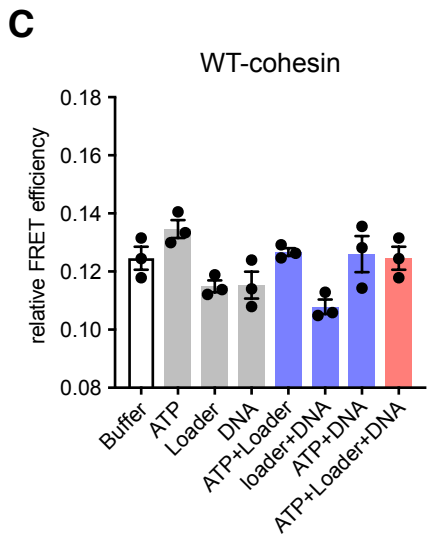 C
WT-cohesin
relative FRET efficiency
0.18
0.16
0.14
0.12
0.10
0.08
Buffer
ATP
Loader
DNA
ATP+Loader
loader+DNA
ATP+DNA
ATP+Loader+DNA